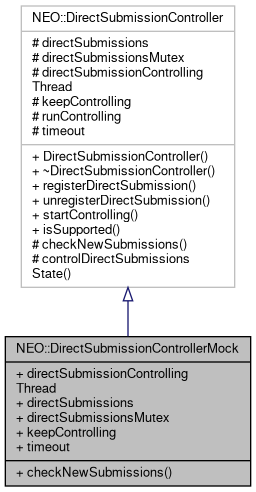 NEO::DirectSubmissionController
# directSubmissions
# directSubmissionsMutex
# directSubmissionControlling
Thread
# keepControlling
# runControlling
# timeout
+ DirectSubmissionController()
+ ~DirectSubmissionController()
+ registerDirectSubmission()
+ unregisterDirectSubmission()
+ startControlling()
+ isSupported()
# checkNewSubmissions()
# controlDirectSubmissions
State()
NEO::DirectSubmissionControllerMock
+ directSubmissionControlling
Thread
+ directSubmissions
+ directSubmissionsMutex
+ keepControlling
+ timeout
+ checkNewSubmissions()